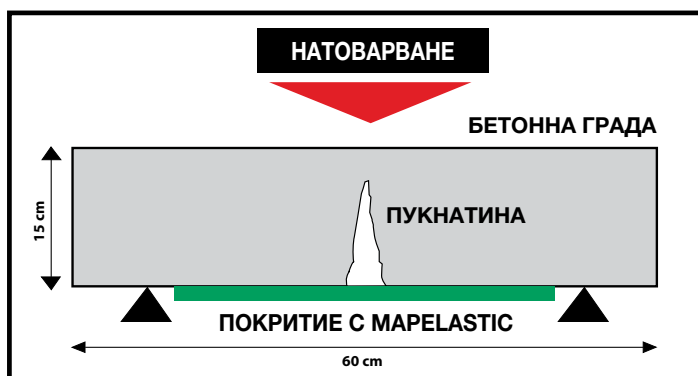 НАТОВАРВАНЕ
БЕТОННА ГРАДА
15 cm
ПУКНАТИНА
ПОКРИТИЕ С MAPELASTIC
60 cm